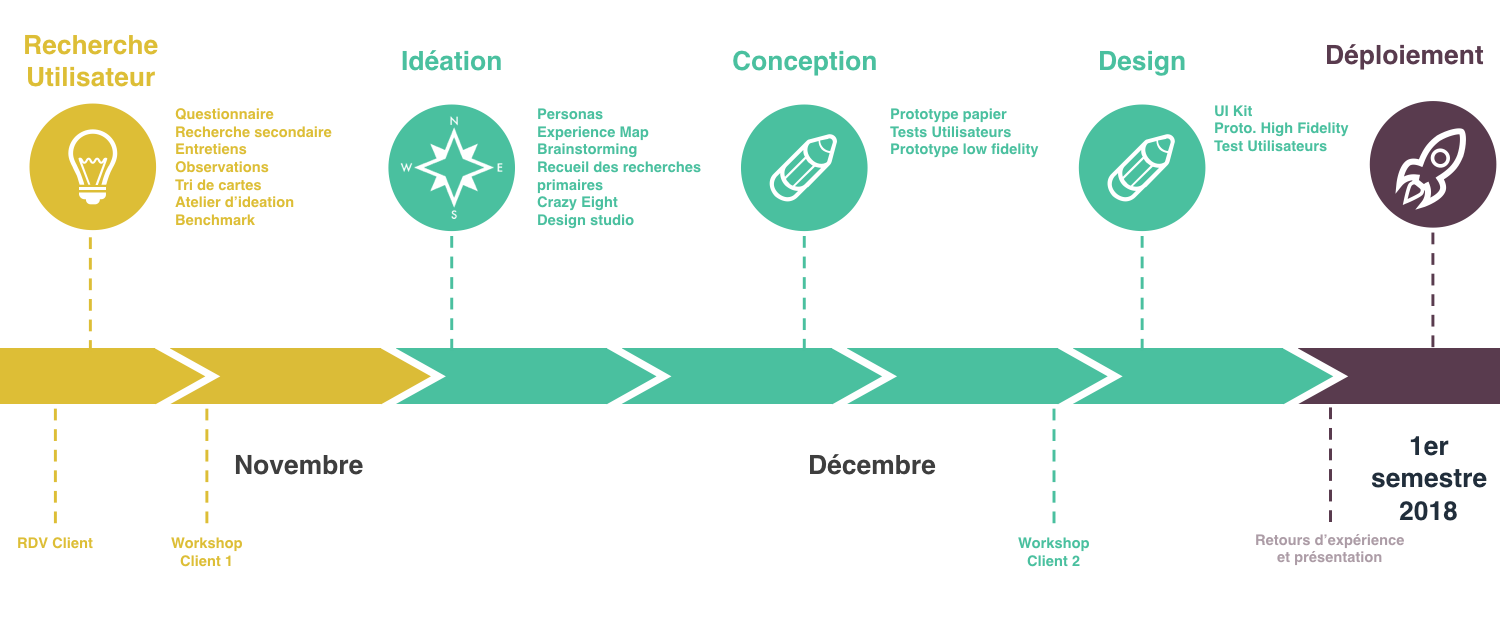 Recherche
Utilisateur
Questionnaire
Recherche secondaire
Entretiens
Observations
Tri de cartes
Atelier d’ideation
Benchmark
Idéation
N
W
E
S
Personas
Experience Map
Brainstorming
Recueil des recherches
primaires
Crazy Eight
Design studio
Conception
Prototype papier
Tests Utilisateurs
Prototype low fidelity
Design
UI Kit
Proto. High Fidelity
Test Utilisateurs
Déploiement
Novembre
Décembre
1er
semestre
2018
RDV Client
Workshop
Client 1
Workshop
Client 2
Retours d’expérience
et présentation